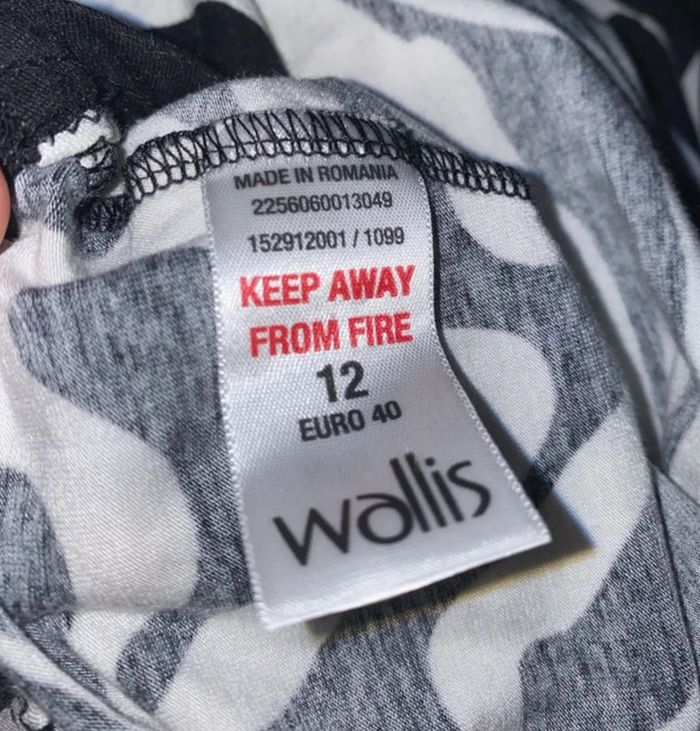 MADE IN ROMANIA
2256060013049
152912001 / 1099
KEEP AWAY
FROM FIRE
12
EURO 40
wallis